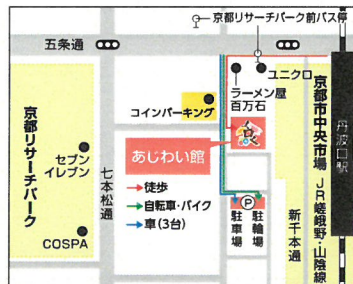 京都リサーチパーク前バス停
五条通
ユニクロ
ラーメン屋
百万石
コインパーキング
京都リサーチパーク
セブン
イレブン
COSPA
七本松通
あじわい館
食
徒歩
自転車・バイク
車(3台)
P
駐車場
駐輪場
新千本通
京都市中央市場
JR嵯峨野・山陰線
丹波口駅